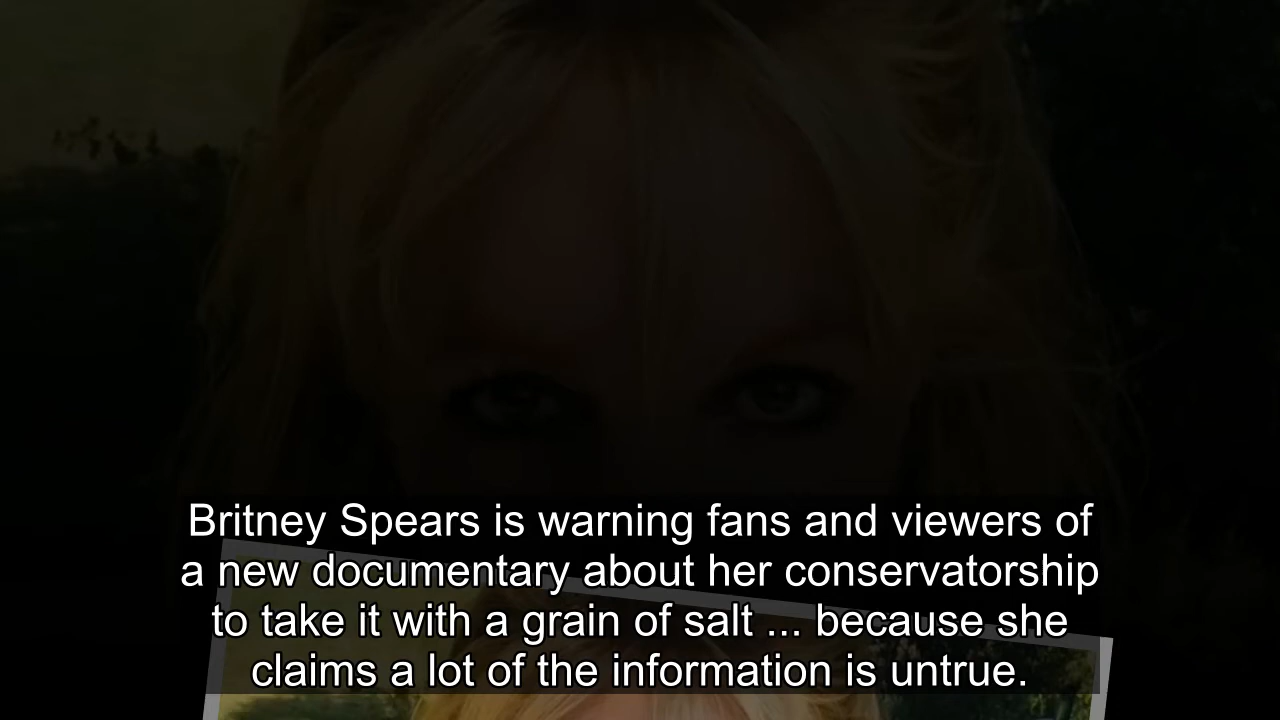 Britney Spears is warning fans and viewers of
a new documentary about her conservatorship
to take it with a grain of salt ... because she
claims a lot of the information is untrue.